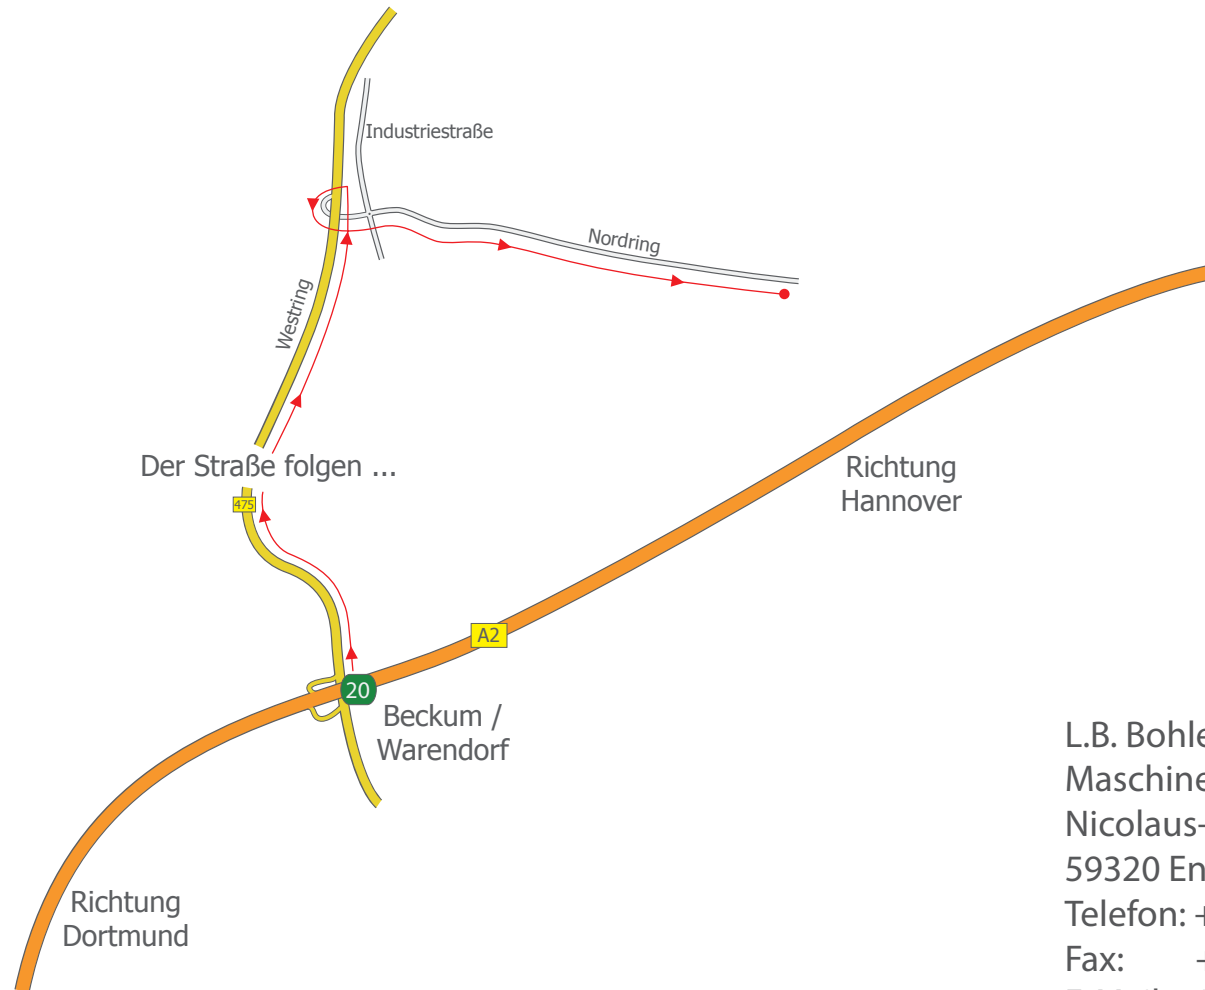 Industriestraße
Nordring
Westring
Der Straße folgen ...
475
Richtung
Hannover
A2
20
Beckum /
Warendorf
Richtung
Dortmund
L.B. Bohle
Maschine
Nicolaus-
59320 En
Telefon: +
Fax: